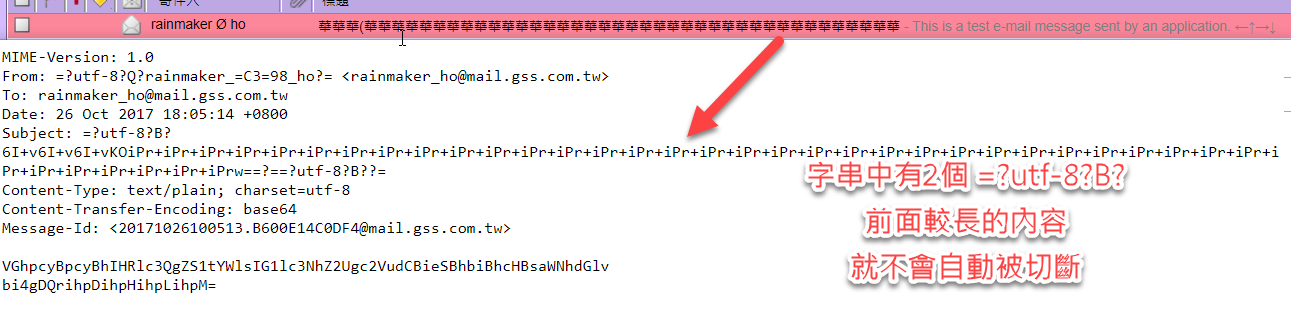 寄件人 標題
rainmaker Ø ho 華華華(華華華華華華華華華華華華華華華華華華華華華華華華華華華華華華華華華華華華華華華 - This is a test e-mail message sent by an application. ←↑→↓
MIME-Version: 1.0
From: =?utf-8?Q?rainmaker_=C3=98_ho?= <rainmaker_ho@mail.gss.com.tw>
To: rainmaker_ho@mail.gss.com.tw
Date: 26 Oct 2017 18:05:14 +0800
Subject: =?utf-8?B?
6I+v6I+v6I+vKOiPr+iPr+iPr+iPr+iPr+iPr+iPr+iPr+iPr+iPr+iPr+iPr+iPr+iPr+iPr+iPr+iPr+iPr+iPr+iPr+iPr+iPr+iPr+iPr+iPr+iPr+iPr+iPr+iPr+iPr+iPr+iPr+i
Pr+iPr+iPr+iPr+iPr+iPr+iPrw==?==?utf-8?B??=
Content-Type: text/plain; charset=utf-8
Content-Transfer-Encoding: base64
Message-Id: <20171026100513.B600E14C0DF4@mail.gss.com.tw>
VGhpcyBpcyBhIHRlc3QgZS1tYWlsIG1lc3NhZ2Ugc2VudCBieSBhbiBhcHBsaWNhdGlv
bi4gDQrihpDihpHihpLihpM=
字串中有2個 =?utf-8?B?
前面較長的內容
就不會自動被切斷